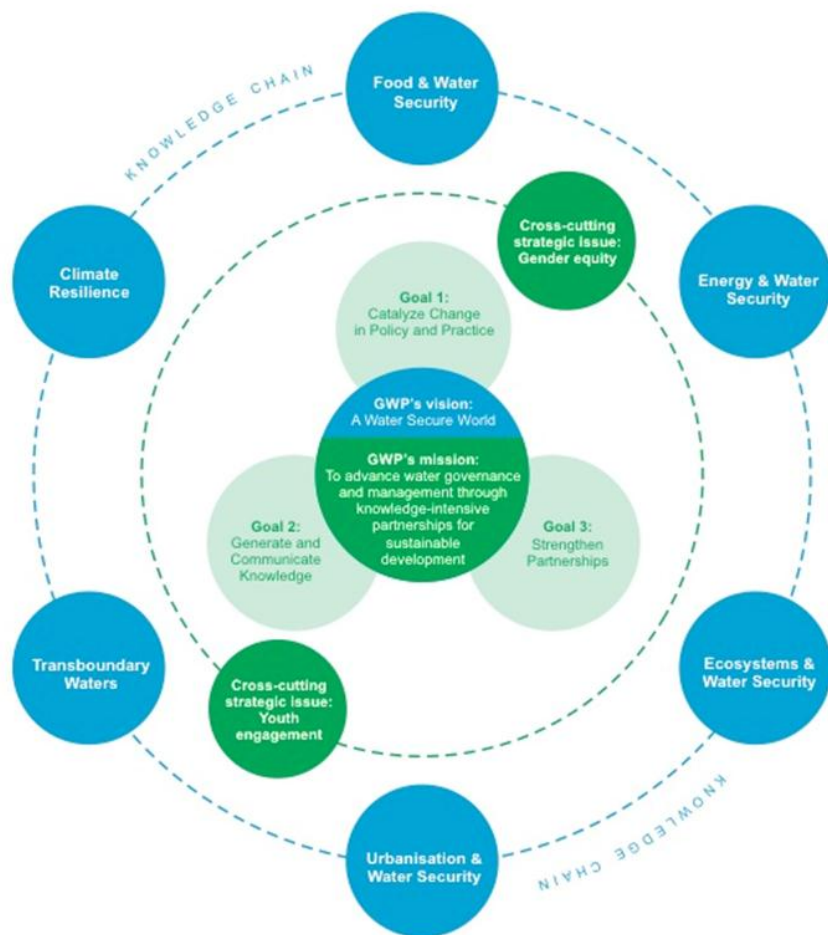 KNOWLEDGE CHAIN
Food & Water
Security
Cross-cutting
strategic issue:
Gender equity
Climate
Resilience
Energy & Water
Security
Goal 1:
Catalyze Change
in Policy and Practice
GWP's vision:
A Water Secure World
GWP's mission:
To advance water governance
and management through
knowledge-intensive
partnerships for
sustainable
development
Goal 2:
Generate and
Communicate
Knowledge
Goal 3:
Strengthen
Partnerships
Transboundary
Waters
Cross-cutting
strategic issue:
Youth
engagement
Ecosystems &
Water Security
Urbanisation &
Water Security
KNOWLEDGE CHAIN